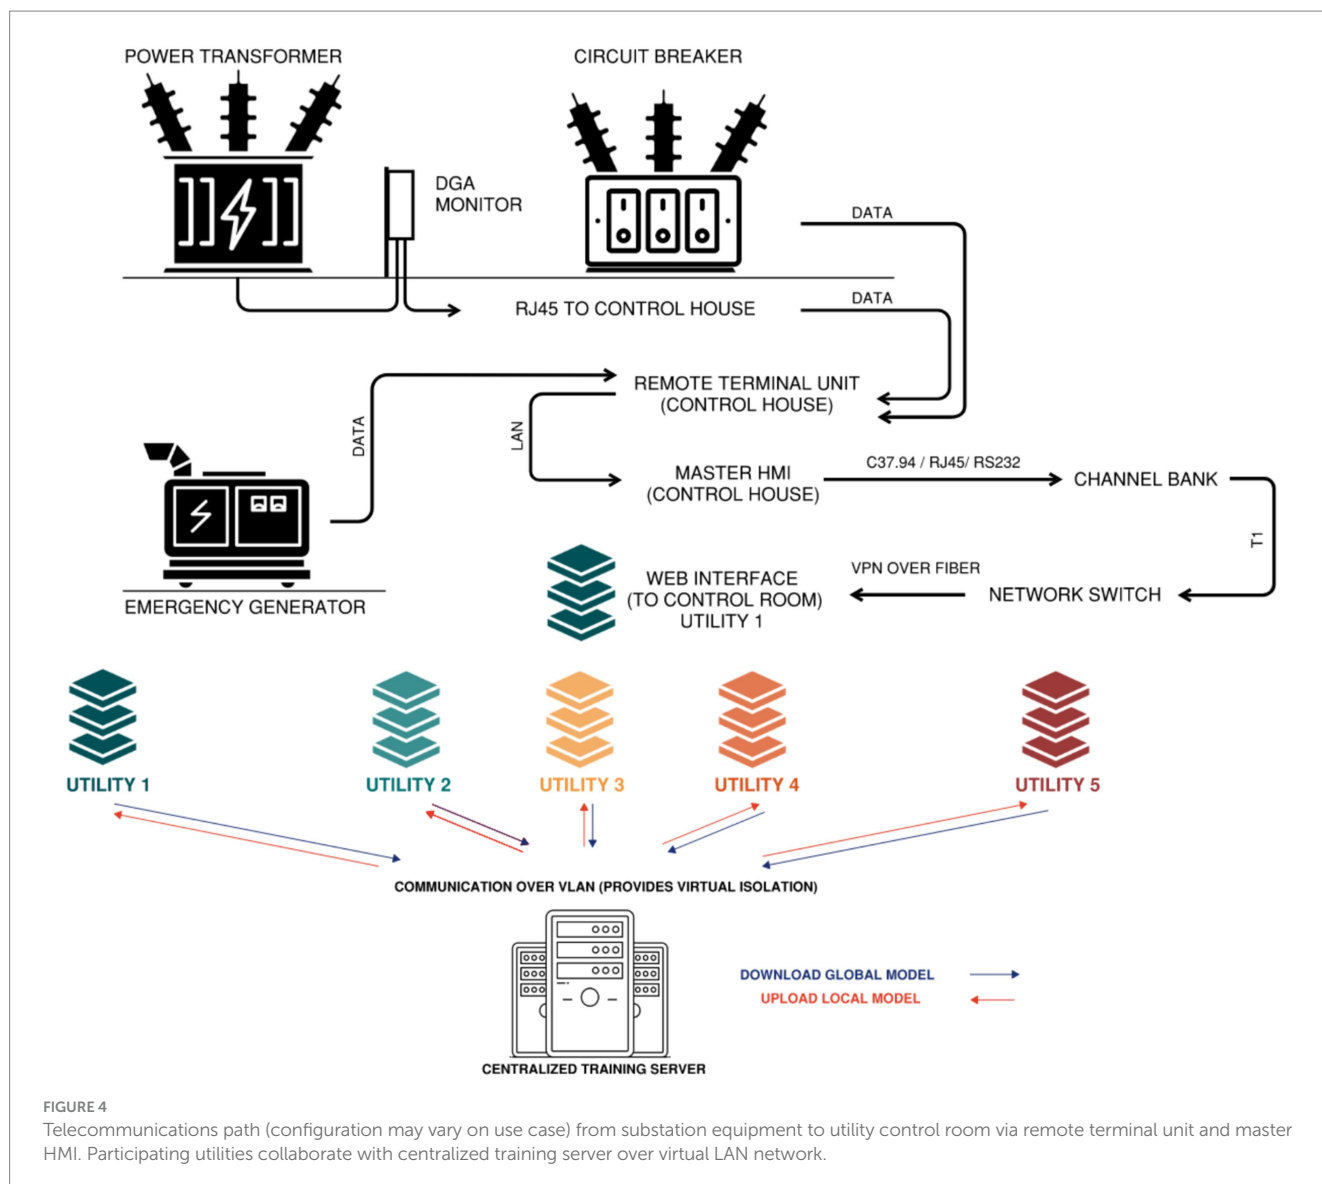 POWER TRANSFORMER
CIRCUIT BREAKER
DGA
MONITOR
DATA
RJ45 TO CONTROL HOUSE
DATA
REMOTE TERMINAL UNIT
(CONTROL HOUSE)
DATA
LAN
MASTER HMI
(CONTROL HOUSE)
C37.94 / RJ45/ RS232
CHANNEL BANK
T1
EMERGENCY GENERATOR
WEB INTERFACE
(TO CONTROL ROOM)
UTILITY 1
VPN OVER FIBER
NETWORK SWITCH
UTILITY 1
UTILITY 2
UTILITY 3
UTILITY 4
UTILITY 5
COMMUNICATION OVER VLAN (PROVIDES VIRTUAL ISOLATION)
DOWNLOAD GLOBAL MODEL
UPLOAD LOCAL MODEL
CENTRALIZED TRAINING SERVER
FIGURE 4
Telecommunications path (configuration may vary on use case) from substation equipment to utility control room via remote terminal unit and master
HMI. Participating utilities collaborate with centralized training server over virtual LAN network.